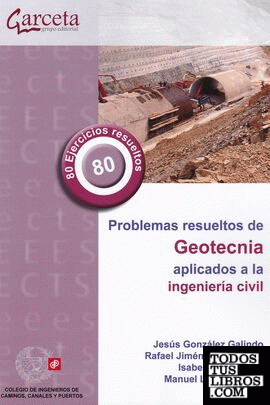 Garceta
grupo editorial
80 Ejercicios resueltos
80
Problemas resueltos de
Geotecnia
aplicados a la
ingeniería civil
Jesús González Galindo
Rafael Jimén
Isabe
Manuel L
COLEGIO DE INGENIEROS DE
CAMINOS, CANALES Y PUERTOS
TODOS TUS LIBROS